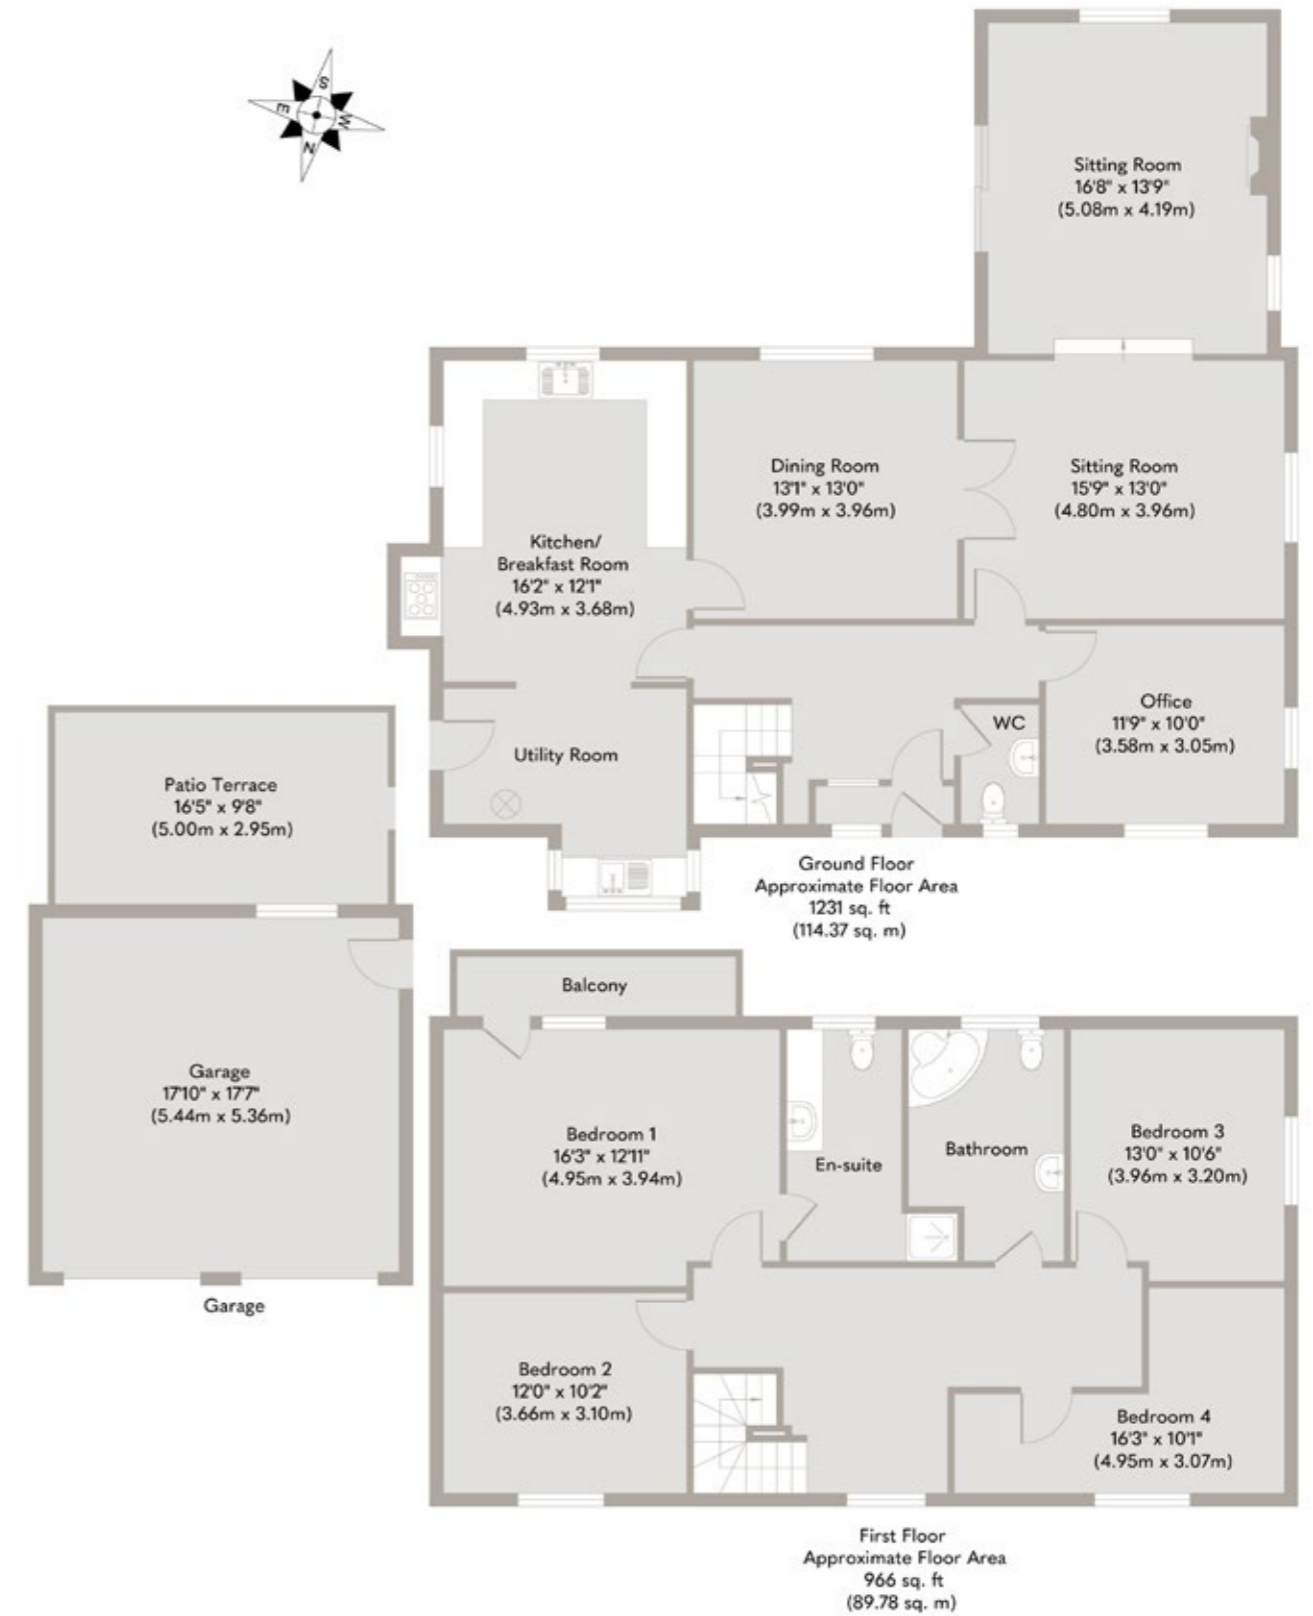 S
E
W
N
Sitting Room
16'8" x 13'9"
(5.08m x 4.19m)
Kitchen/
Breakfast Room
16'2" x 12'1"
(4.93m x 3.68m)
Dining Room
13'1" x 13'0"
(3.99m x 3.96m)
Sitting Room
15'9" x 13'0"
(4.80m x 3.96m)
Utility Room
WC
Office
11'9" x 10'0"
(3.58m x 3.05m)
Patio Terrace
16'5" x 9'8"
(5.00m x 2.95m)
Ground Floor
Approximate Floor Area
1231 sq. ft
(114.37 sq. m)
Garage
17'10" x 17'7"
(5.44m x 5.36m)
Garage
Balcony
Bedroom 1
16'3" x 12'11"
(4.95m x 3.94m)
En-suite
Bathroom
Bedroom 3
13'0" x 10'6"
(3.96m x 3.20m)
Bedroom 2
12'0" x 10'2"
(3.66m x 3.10m)
Bedroom 4
16'3" x 10'1"
(4.95m x 3.07m)
First Floor
Approximate Floor Area
966 sq. ft
(89.78 sq. m)